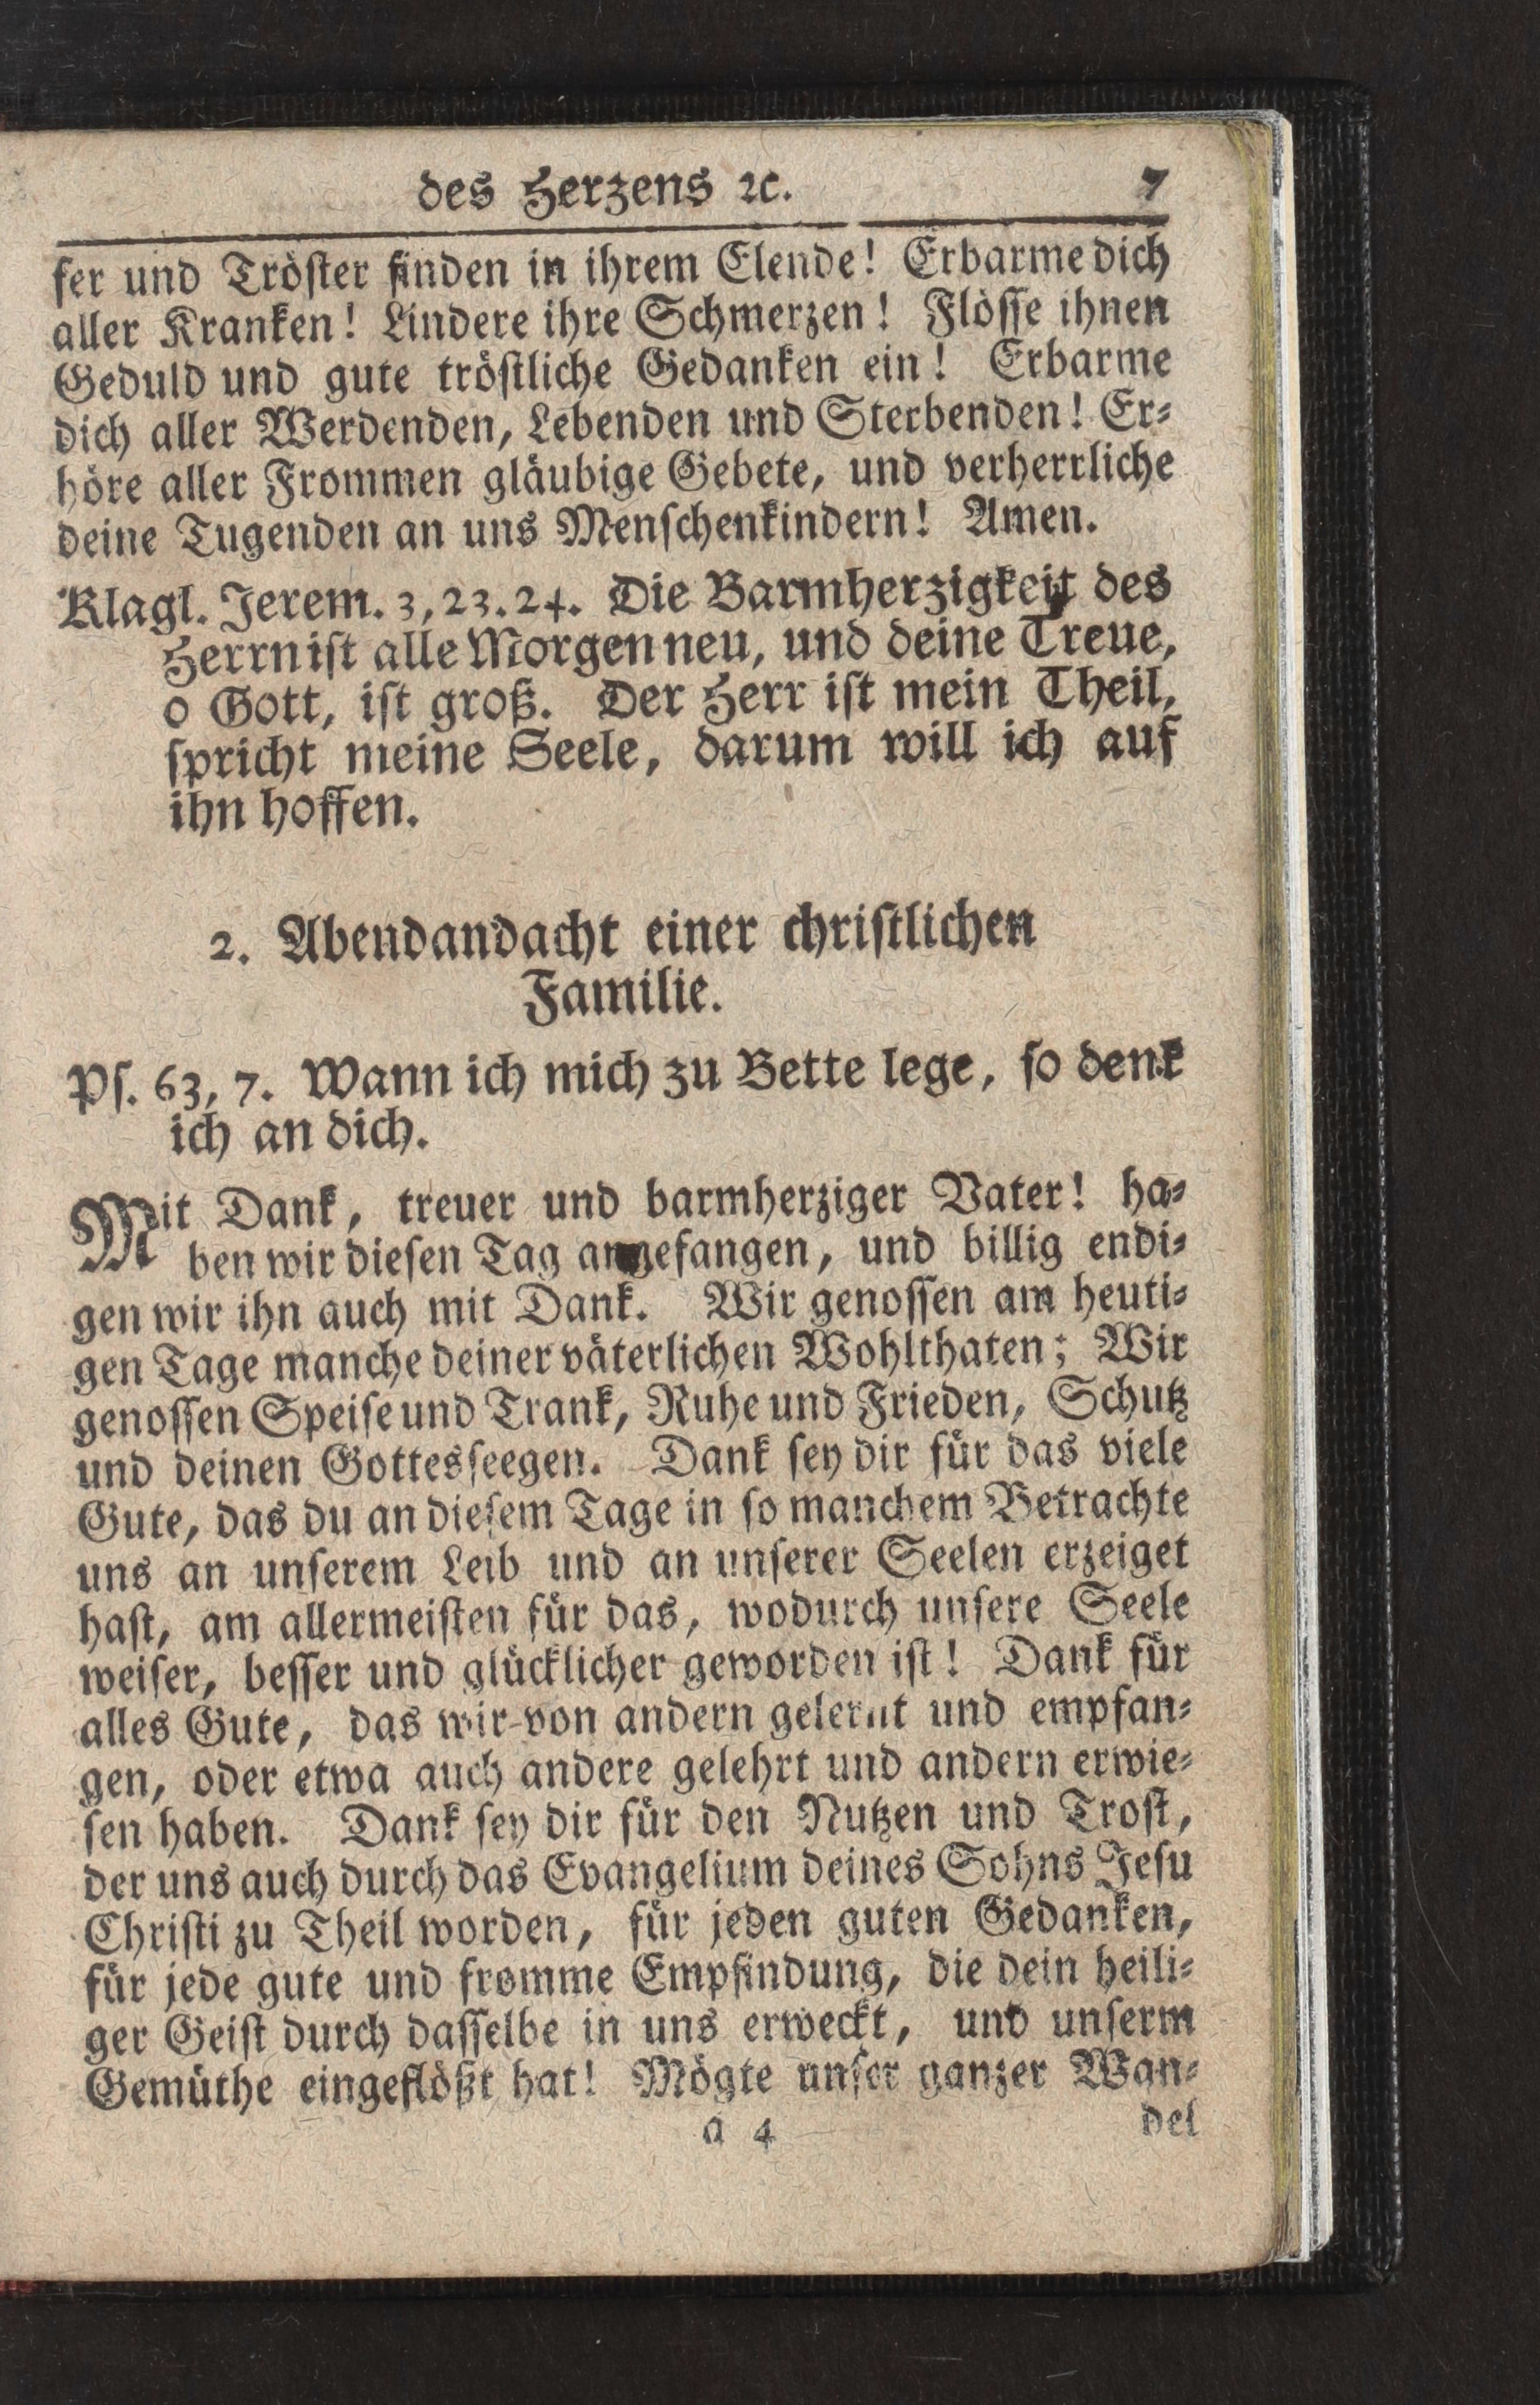 des Herzens ꝛc. 7
fer und Tröſter finden in ihrem Elende! Erbarme dich
aller Kranken! Lindere ihre Schmerzen! Flöſſe ihnen
Geduld und gute tröſtliche Gedanken ein! Erbarme
dich aller Werdenden, Lebenden und Sterbenden! Er⸗
höre aller Frommen gläubige Gebete, und verherrliche
deine Tugenden an uns Menſchenkindern! Amen.
Klagl. Jerem. 3, 23. 24. Die Barmherzigkeit des
Herrn iſt alle Morgen neu, und deine Treue,
o Gott, iſt groß. Der Herr iſt mein Theil,
ſpricht meine Seele, darum will ich auf
ihn hoffen.
2. Abendandacht einer chriſtlichen
Familie.
Pſ. 63, 7. Wann ich mich zu Bette lege, ſo denk
ich an dich.
Mit Dank, treuer und barmherziger Vater! ha⸗
ben wir dieſen Tag angefangen, und billig endi⸗
gen wir ihn auch mit Dank. Wir genoſſen am heuti⸗
gen Tage manche deiner väterlichen Wohlthaten; Wir
genoſſen Speiſe und Trank, Ruhe und Frieden, Schutz
und deinen Gottesſeegen. Dank ſey dir für das viele
Gute, das du an dieſem Tage in ſo manchem Betrachte
uns an unſerem Leib und an unſerer Seelen erzeiget
haſt, am allermeiſten für das, wodurch unſere Seele
weiſer, beſſer und glücklicher geworden iſt! Dank für
alles Gute, das wir von andern gelernt und empfan⸗
gen, oder etwa auch andere gelehrt und andern erwie⸗
ſen haben. Dank ſey dir für den Nutzen und Troſt,
der uns auch durch das Evangelium deines Sohns Jeſu
Chriſti zu Theil worden, für jeden guten Gedanken,
für jede gute und fromme Empfindung, die dein heili⸗
ger Geiſt durch daſſelbe in uns erweckt, und unſerm
Gemüthe eingeflößt hat! Mögte unſer ganzer Wan⸗
a 4 del